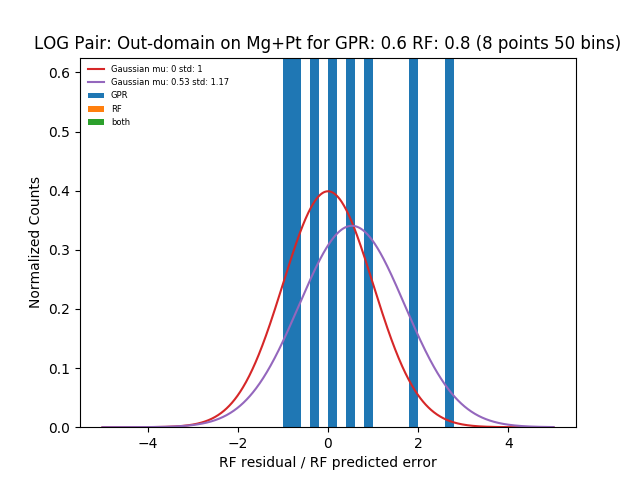 LOG Pair: Out-domain on Mg+Pt for GPR: 0.6 RF: 0.8 (8 points 50 bins)
Gaussian mu: 0 std: 1
Gaussian mu: 0.53 std: 1.17
GPR
RF
both
0.6
0.5
0.4
0.3
0.2
0.1
0.0
Normalized Counts
−4
−2
0
2
4
RF residual / RF predicted error